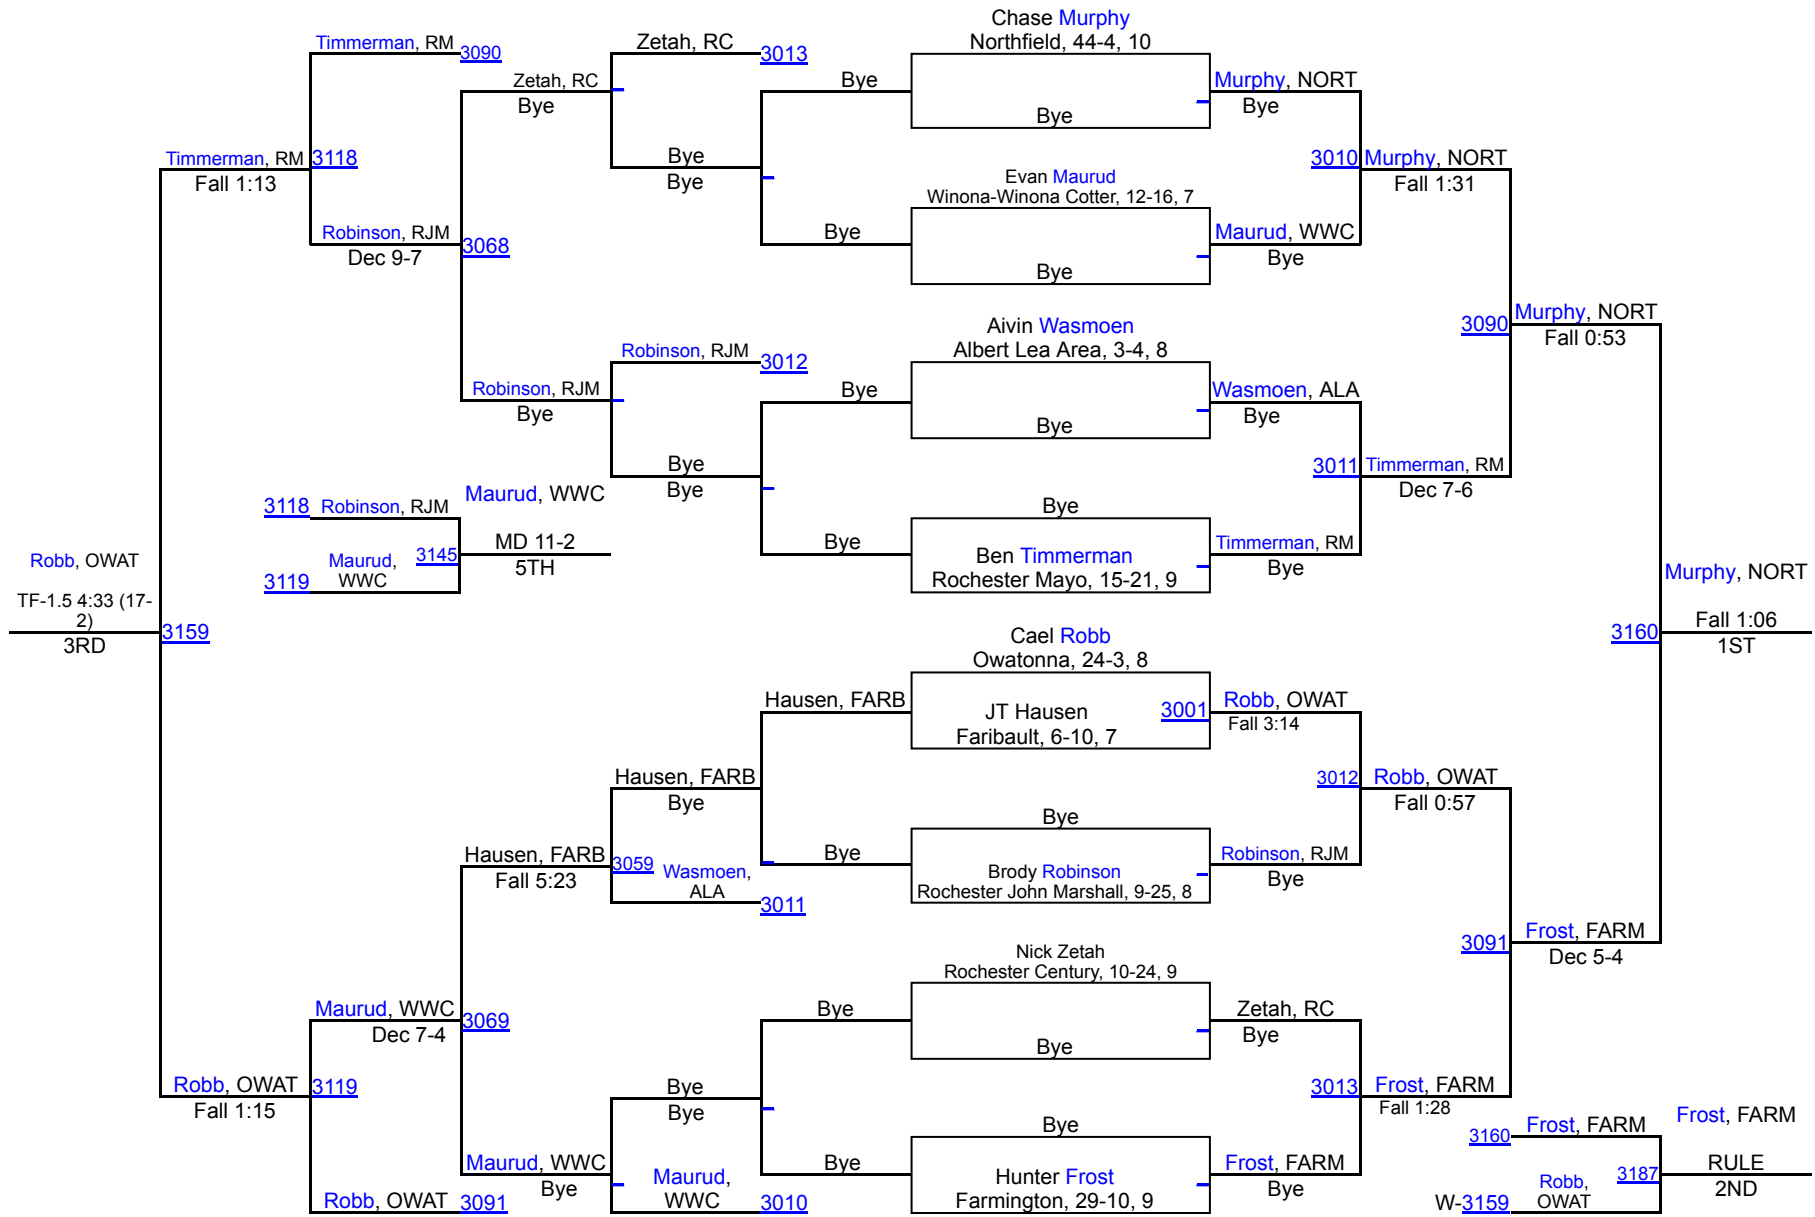 Chase Murphy
Northfield, 44-4, 10
Bye
Evan Maurud
Winona-Winona Cotter, 12-16, 7
Bye
Aivin Wasmoen
Albert Lea Area, 3-4, 8
Bye
Bye
Ben Timmerman
Rochester Mayo, 15-21, 9
Cael Robb
Owatonna, 24-3, 8
JT Hausen
Faribault, 6-10, 7
3001
Bye
Brody Robinson
Rochester John Marshall, 9-25, 8
Nick Zetah
Rochester Century, 10-24, 9
Bye
Bye
Hunter Frost
Farmington, 29-10, 9
Murphy, NORT
Bye
Maurud, WWC
Bye
Wasmoen, ALA
Bye
Timmerman, RM
Bye
Robb, OWAT
Fall 3:14
Robinson, RJM
Bye
Zetah, RC
Bye
Frost, FARM
Bye
3010
Murphy, NORT
Fall 1:31
3011
Timmerman, RM
Dec 7-6
3012
Robb, OWAT
Fall 0:57
3013
Frost, FARM
Fall 1:28
3090
Murphy, NORT
Fall 0:53
3091
Frost, FARM
Dec 5-4
Murphy, NORT
3160
Fall 1:06
1ST
3160
Frost, FARM
W-3159
Robb,
OWAT
3187
Frost, FARM
RULE
2ND
Bye
Bye
Bye
Bye
Hausen, FARB
Bye
Bye
Bye
Zetah, RC
3013
Bye
Bye
Robinson, RJM
3012
Bye
Bye
Hausen, FARB
Bye
Wasmoen,
ALA
3011
Bye
Bye
Maurud,
WWC
3010
Zetah, RC
Bye
Robinson, RJM
Bye
Hausen, FARB
Fall 5:23
3059
Maurud, WWC
Bye
Timmerman, RM
3090
Robinson, RJM
Dec 9-7
3068
Maurud, WWC
Dec 7-4
3069
Robb, OWAT
3091
Timmerman, RM
Fall 1:13
3118
Robb, OWAT
Fall 1:15
3119
3118
Robinson, RJM
3119
Maurud,
WWC
3145
Maurud, WWC
MD 11-2
5TH
Robb, OWAT
TF-1.5 4:33 (17-
2)
3RD
3159